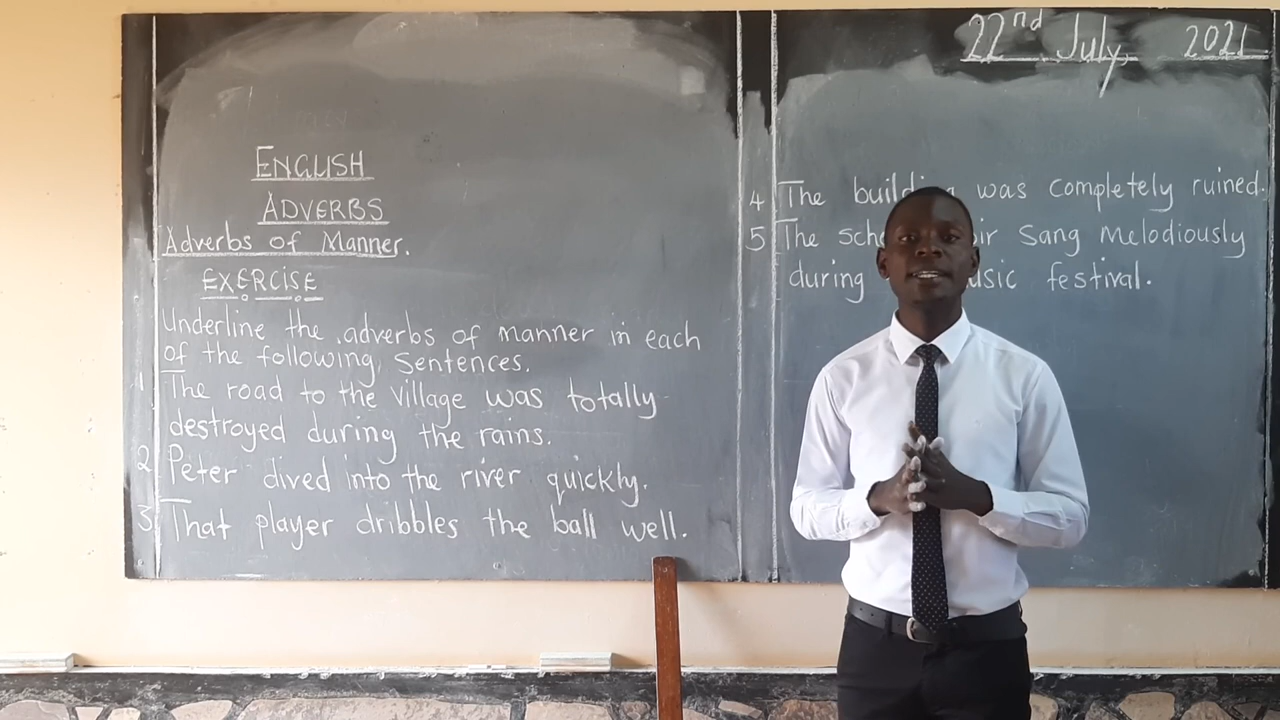 ENGLISH
ADVERBS
Adverbs of Manner.
EXERCISE
Underline the adverbs of manner in each
of the following sentences.
1 The road to the village was totally
destroyed during the rains.
2 Peter dived into the river quickly.
3 That player dribbles the ball well.
22nd July, 2021
4 The building was completely ruined.
5 The sang melodiously
during festival.